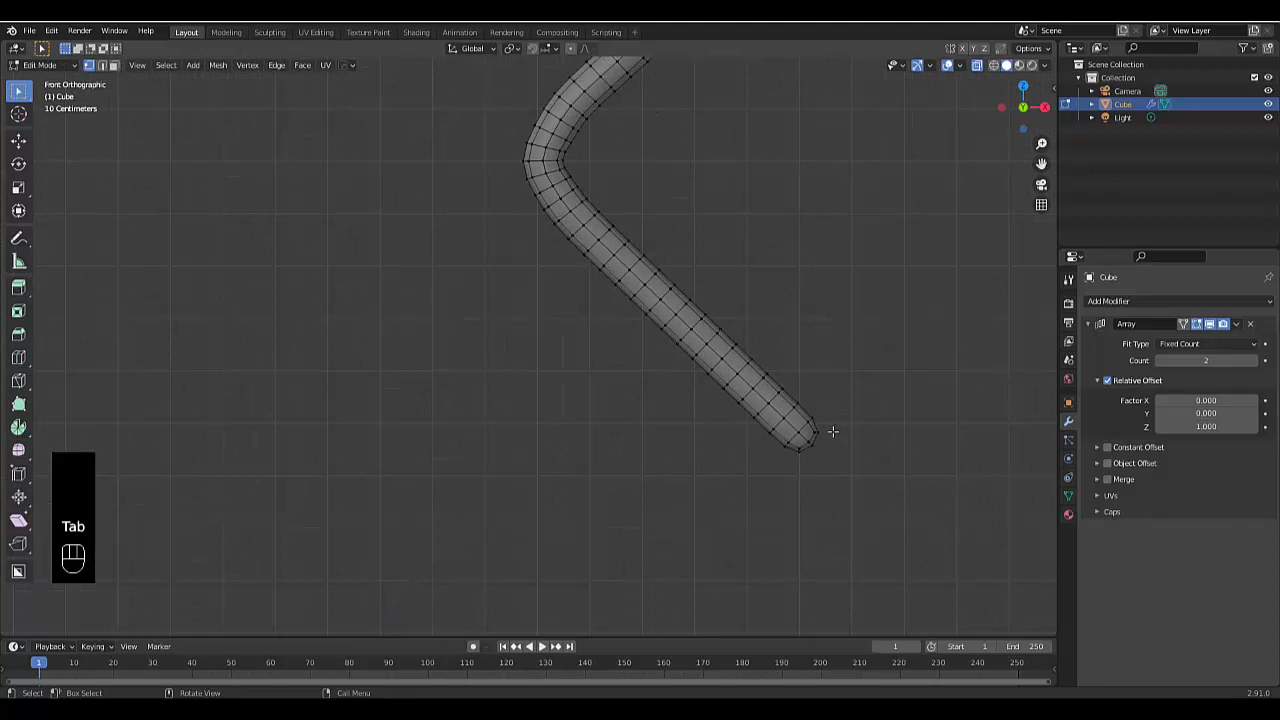 File Edit Render Window Help
Layout Modeling Sculpting UV Editing Texture Paint Shading Animation Rendering Compositing Scripting +
Scene
View Layer
Global
X Y Z
Options
Edit Mode
View Select Add Mesh Vertex Edge Face UV
Front Orthographic
(1) Cube
10 Centimeters
Z
Y
X
Scene Collection
Collection
Camera
Cube
Light
Cube
Add Modifier
Array
Fit Type Fixed Count
Count 2
Relative Offset
Factor X 0.000
Y 0.000
Z 1.000
Constant Offset
Object Offset
Merge
UVs
Caps
Tab
Playback Keying View Marker
1
Start 1
End 250
1 10 20 30 40 50 60 70 80 90 100 110 120 130 140 150 160 170 180 190 200 210 220 230 240 250
Select Box Select Rotate View Call Menu
2.91.0